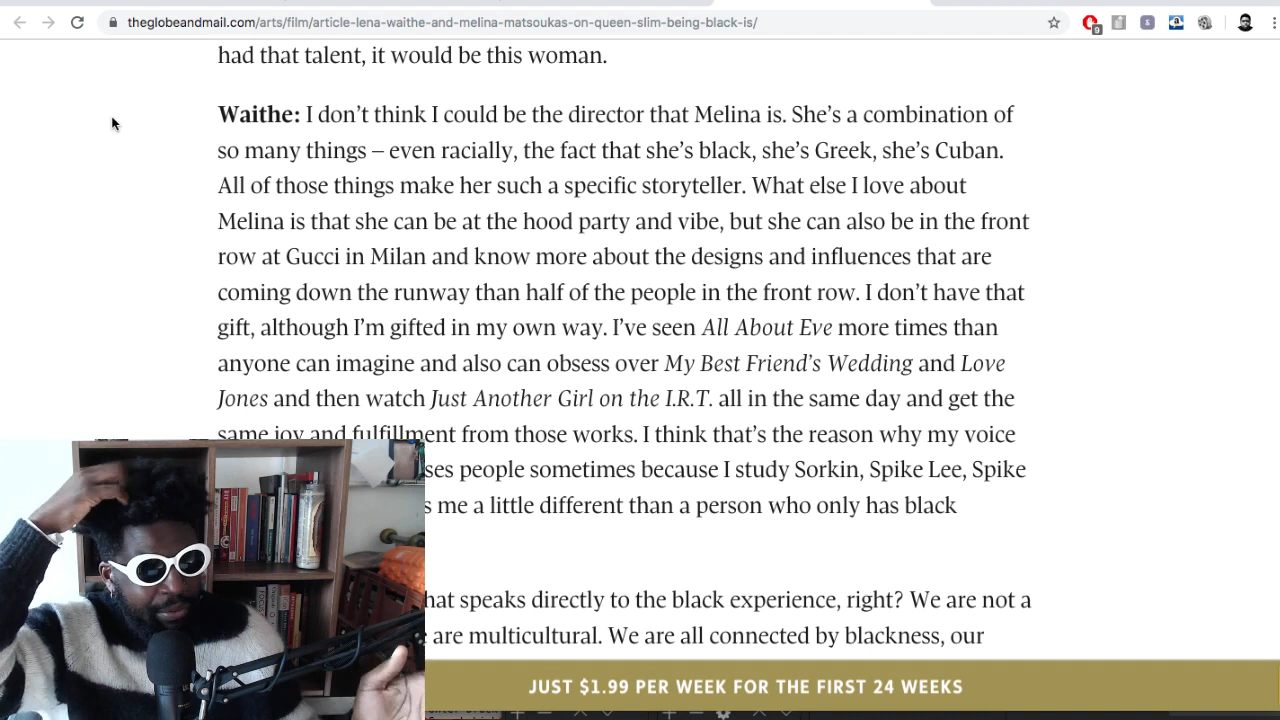 theglobeandmail.com/arts/film/article-lena-waithe-and-melina-matsoukas-on-queen-slim-being-black-is/
9
had that talent, it would be this woman.
Waithe: I don’t think I could be the director that Melina is. She’s a combination of
so many things – even racially, the fact that she’s black, she’s Greek, she’s Cuban.
All of those things make her such a specific storyteller. What else I love about
Melina is that she can be at the hood party and vibe, but she can also be in the front
row at Gucci in Milan and know more about the designs and influences that are
coming down the runway than half of the people in the front row. I don’t have that
gift, although I’m gifted in my own way. I’ve seen All About Eve more times than
anyone can imagine and also can obsess over My Best Friend’s Wedding and Love
Jones and then watch Just Another Girl on the I.R.T. all in the same day and get the
same joy and fulfillment from those works. I think that’s the reason why my voice
ses people sometimes because I study Sorkin, Spike Lee, Spike
s me a little different than a person who only has black
hat speaks directly to the black experience, right? We are not a
e are multicultural. We are all connected by blackness, our
JUST $1.99 PER WEEK FOR THE FIRST 24 WEEKS